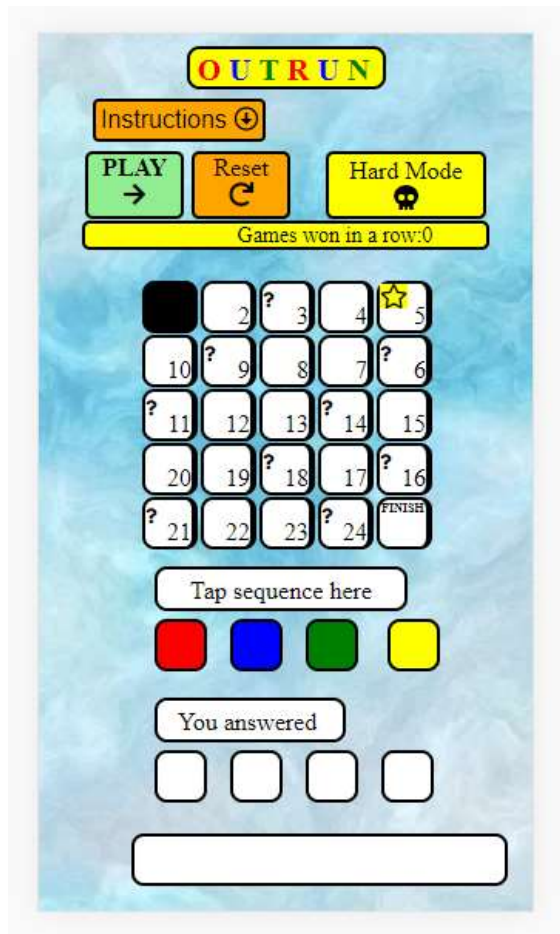 OUTRUN
Instructions
PLAY Reset Hard Mode
Games won in a row:0
2 ? 3 4 5
10 ? 9 8 7 ? 6
? 11 12 13 ? 14 15
20 19 ? 18 17 ? 16
? 21 22 23 ? 24 FINISH
Tap sequence here
You answered